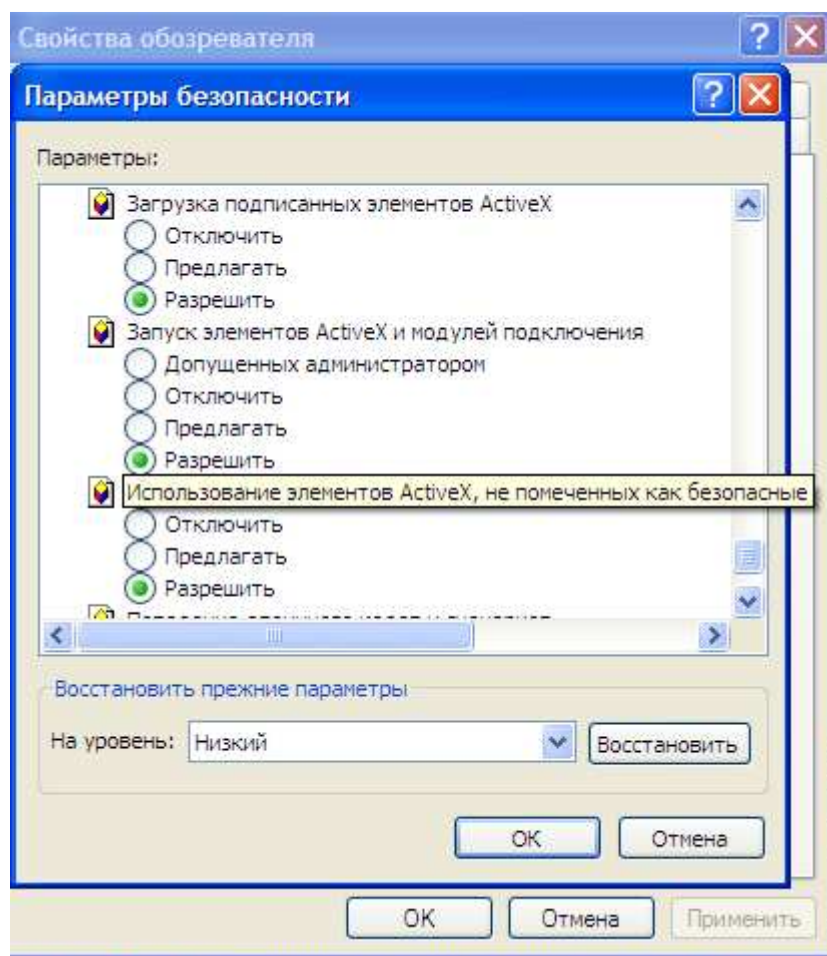 Свойства обозревателя
Параметры безопасности
Параметры:
Загрузка подписанных элементов ActiveX
Отключить
Предлагать
Разрешить
Запуск элементов ActiveX и модулей подключения
Допущенных администратором
Отключить
Предлагать
Разрешить
Использование элементов ActiveX, не помеченных как безопасные
Отключить
Предлагать
Разрешить
Восстановить прежние параметры
На уровень: Низкий Восстановить
ОК Отмена
ОК Отмена Применить